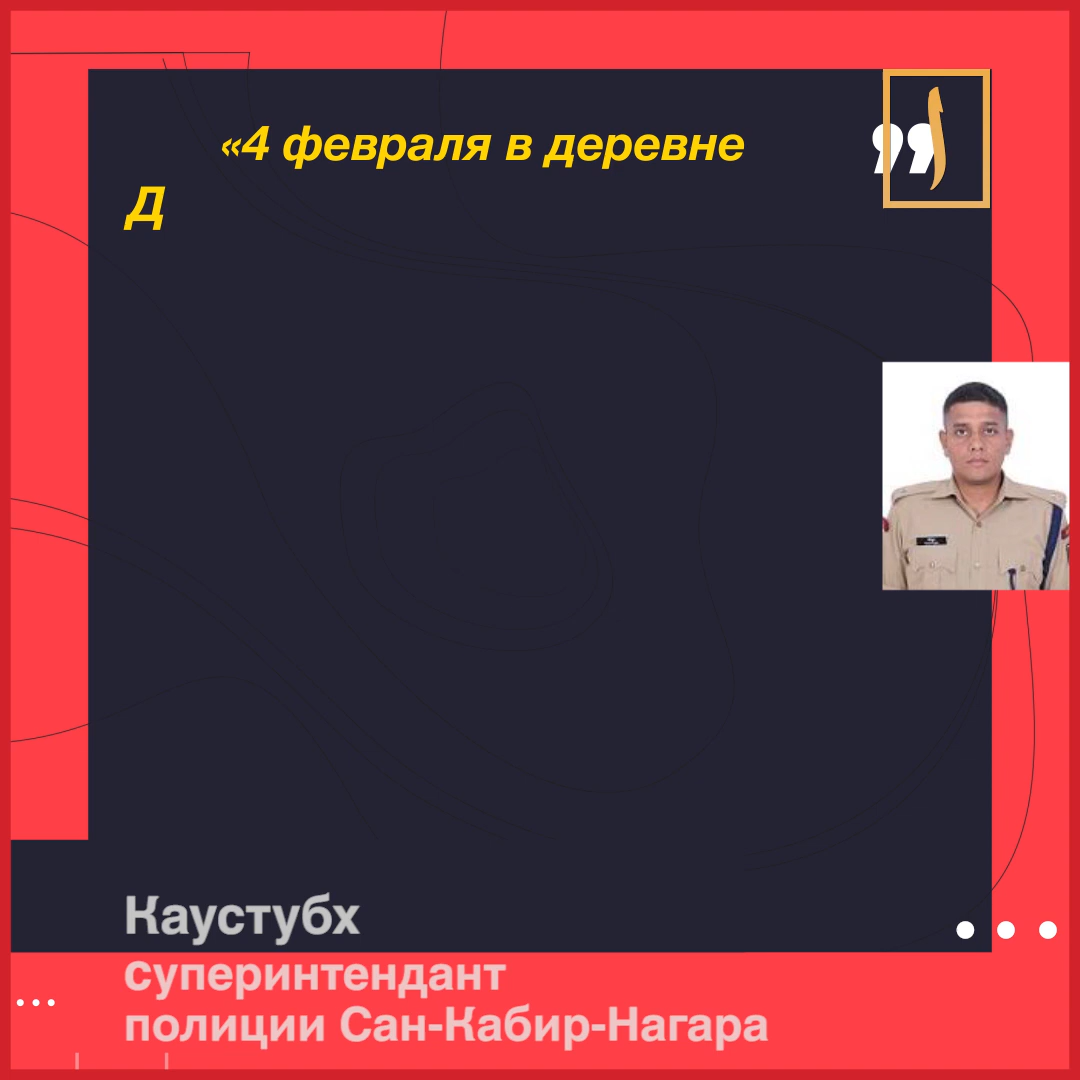 «4 февраля в деревне
Д
Каустубх
суперинтендант
полиции Сан-Кабир-Нагара